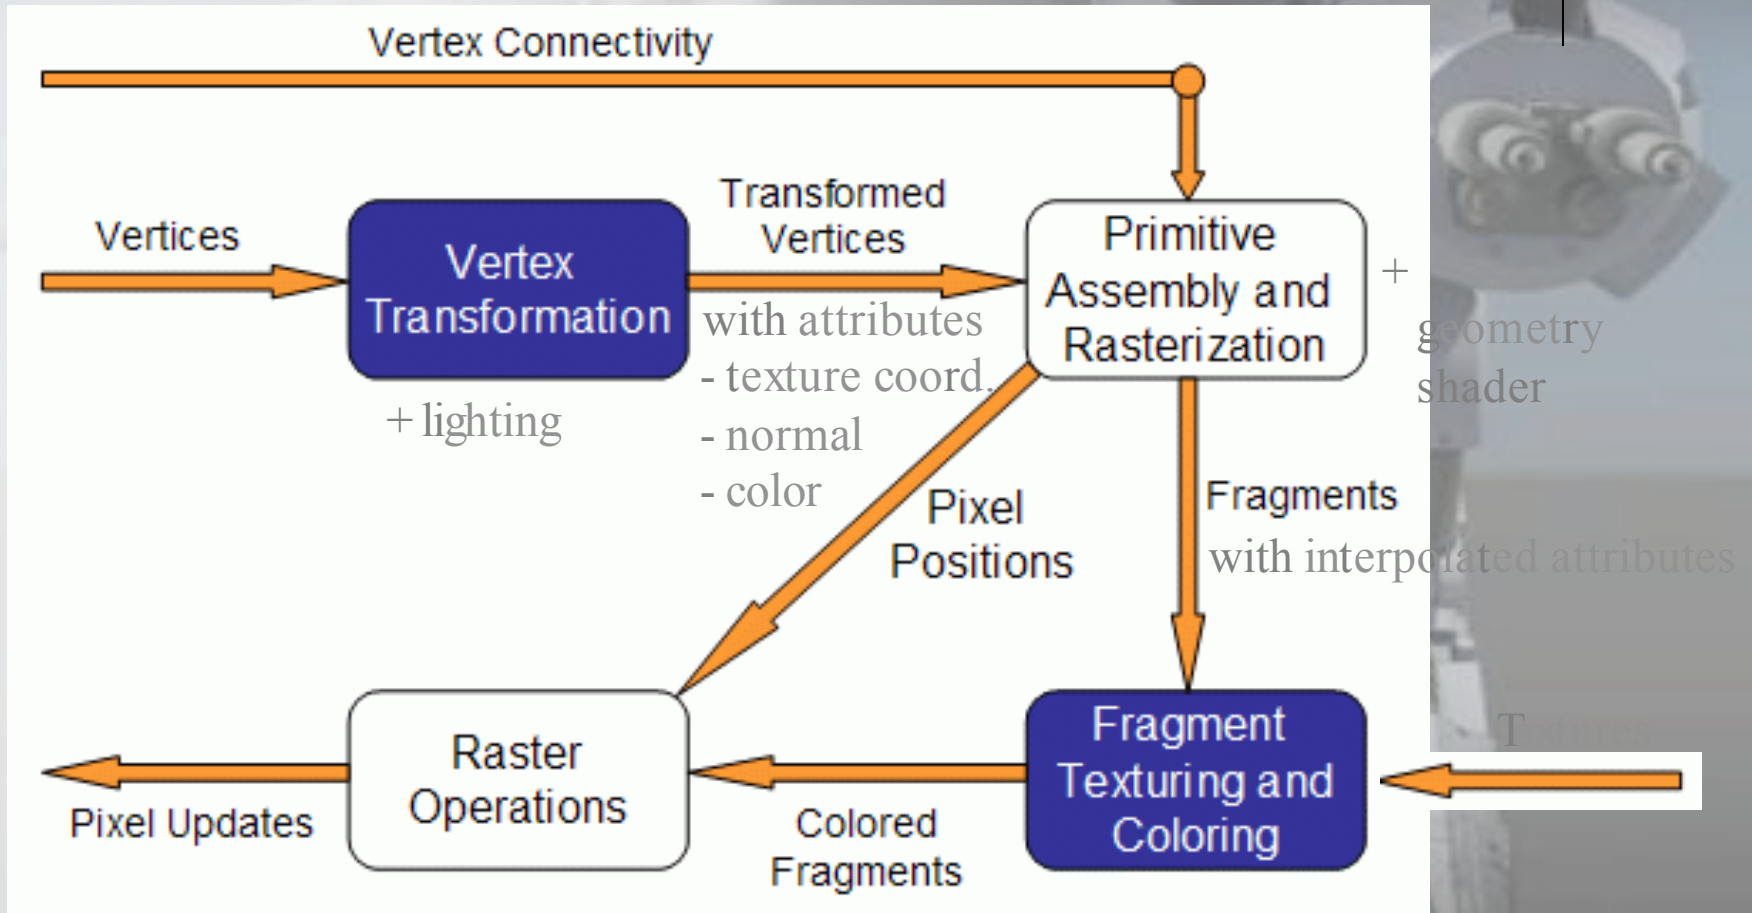 Vertex Connectivity
Vertices
Vertex
Transformation
+ lighting
Transformed
Vertices
with attributes
- texture coord.
- normal
- color
Primitive
Assembly and
Rasterization
+
geometry
shader
Pixel
Positions
Fragments
with interpolated attributes
Textures
Fragment
Texturing and
Coloring
Colored
Fragments
Raster
Operations
Pixel Updates